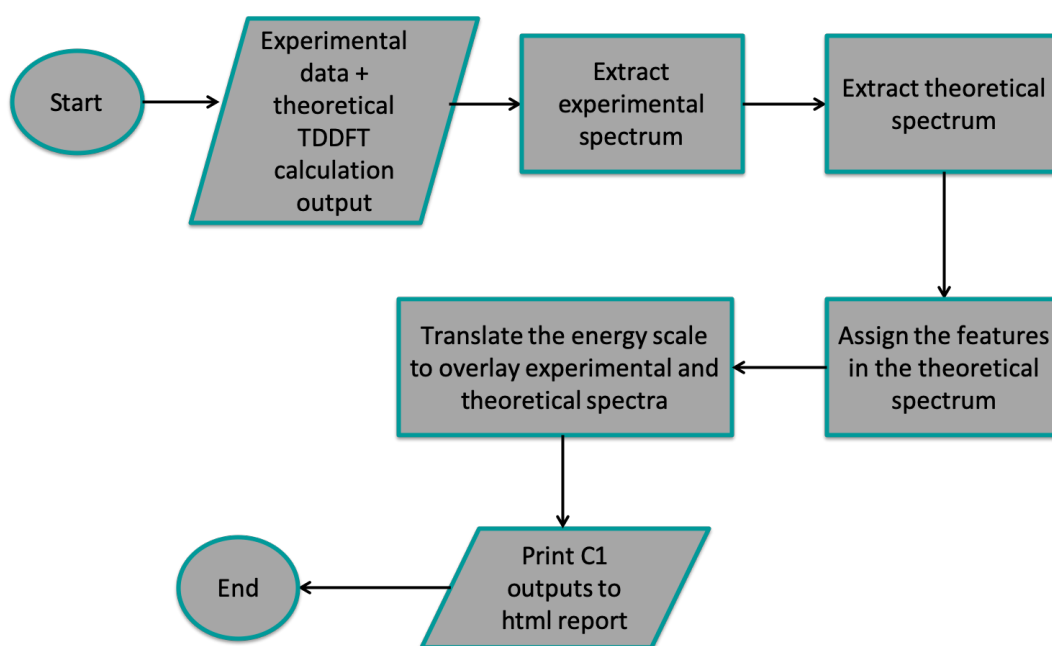 Start
Experimental
data +
theoretical
TDDFT
calculation
output
Extract
experimental
spectrum
Extract theoretical
spectrum
Assign the features
in the theoretical
spectrum
Translate the energy scale
to overlay experimental and
theoretical spectra
Print C1
outputs to
html report
End